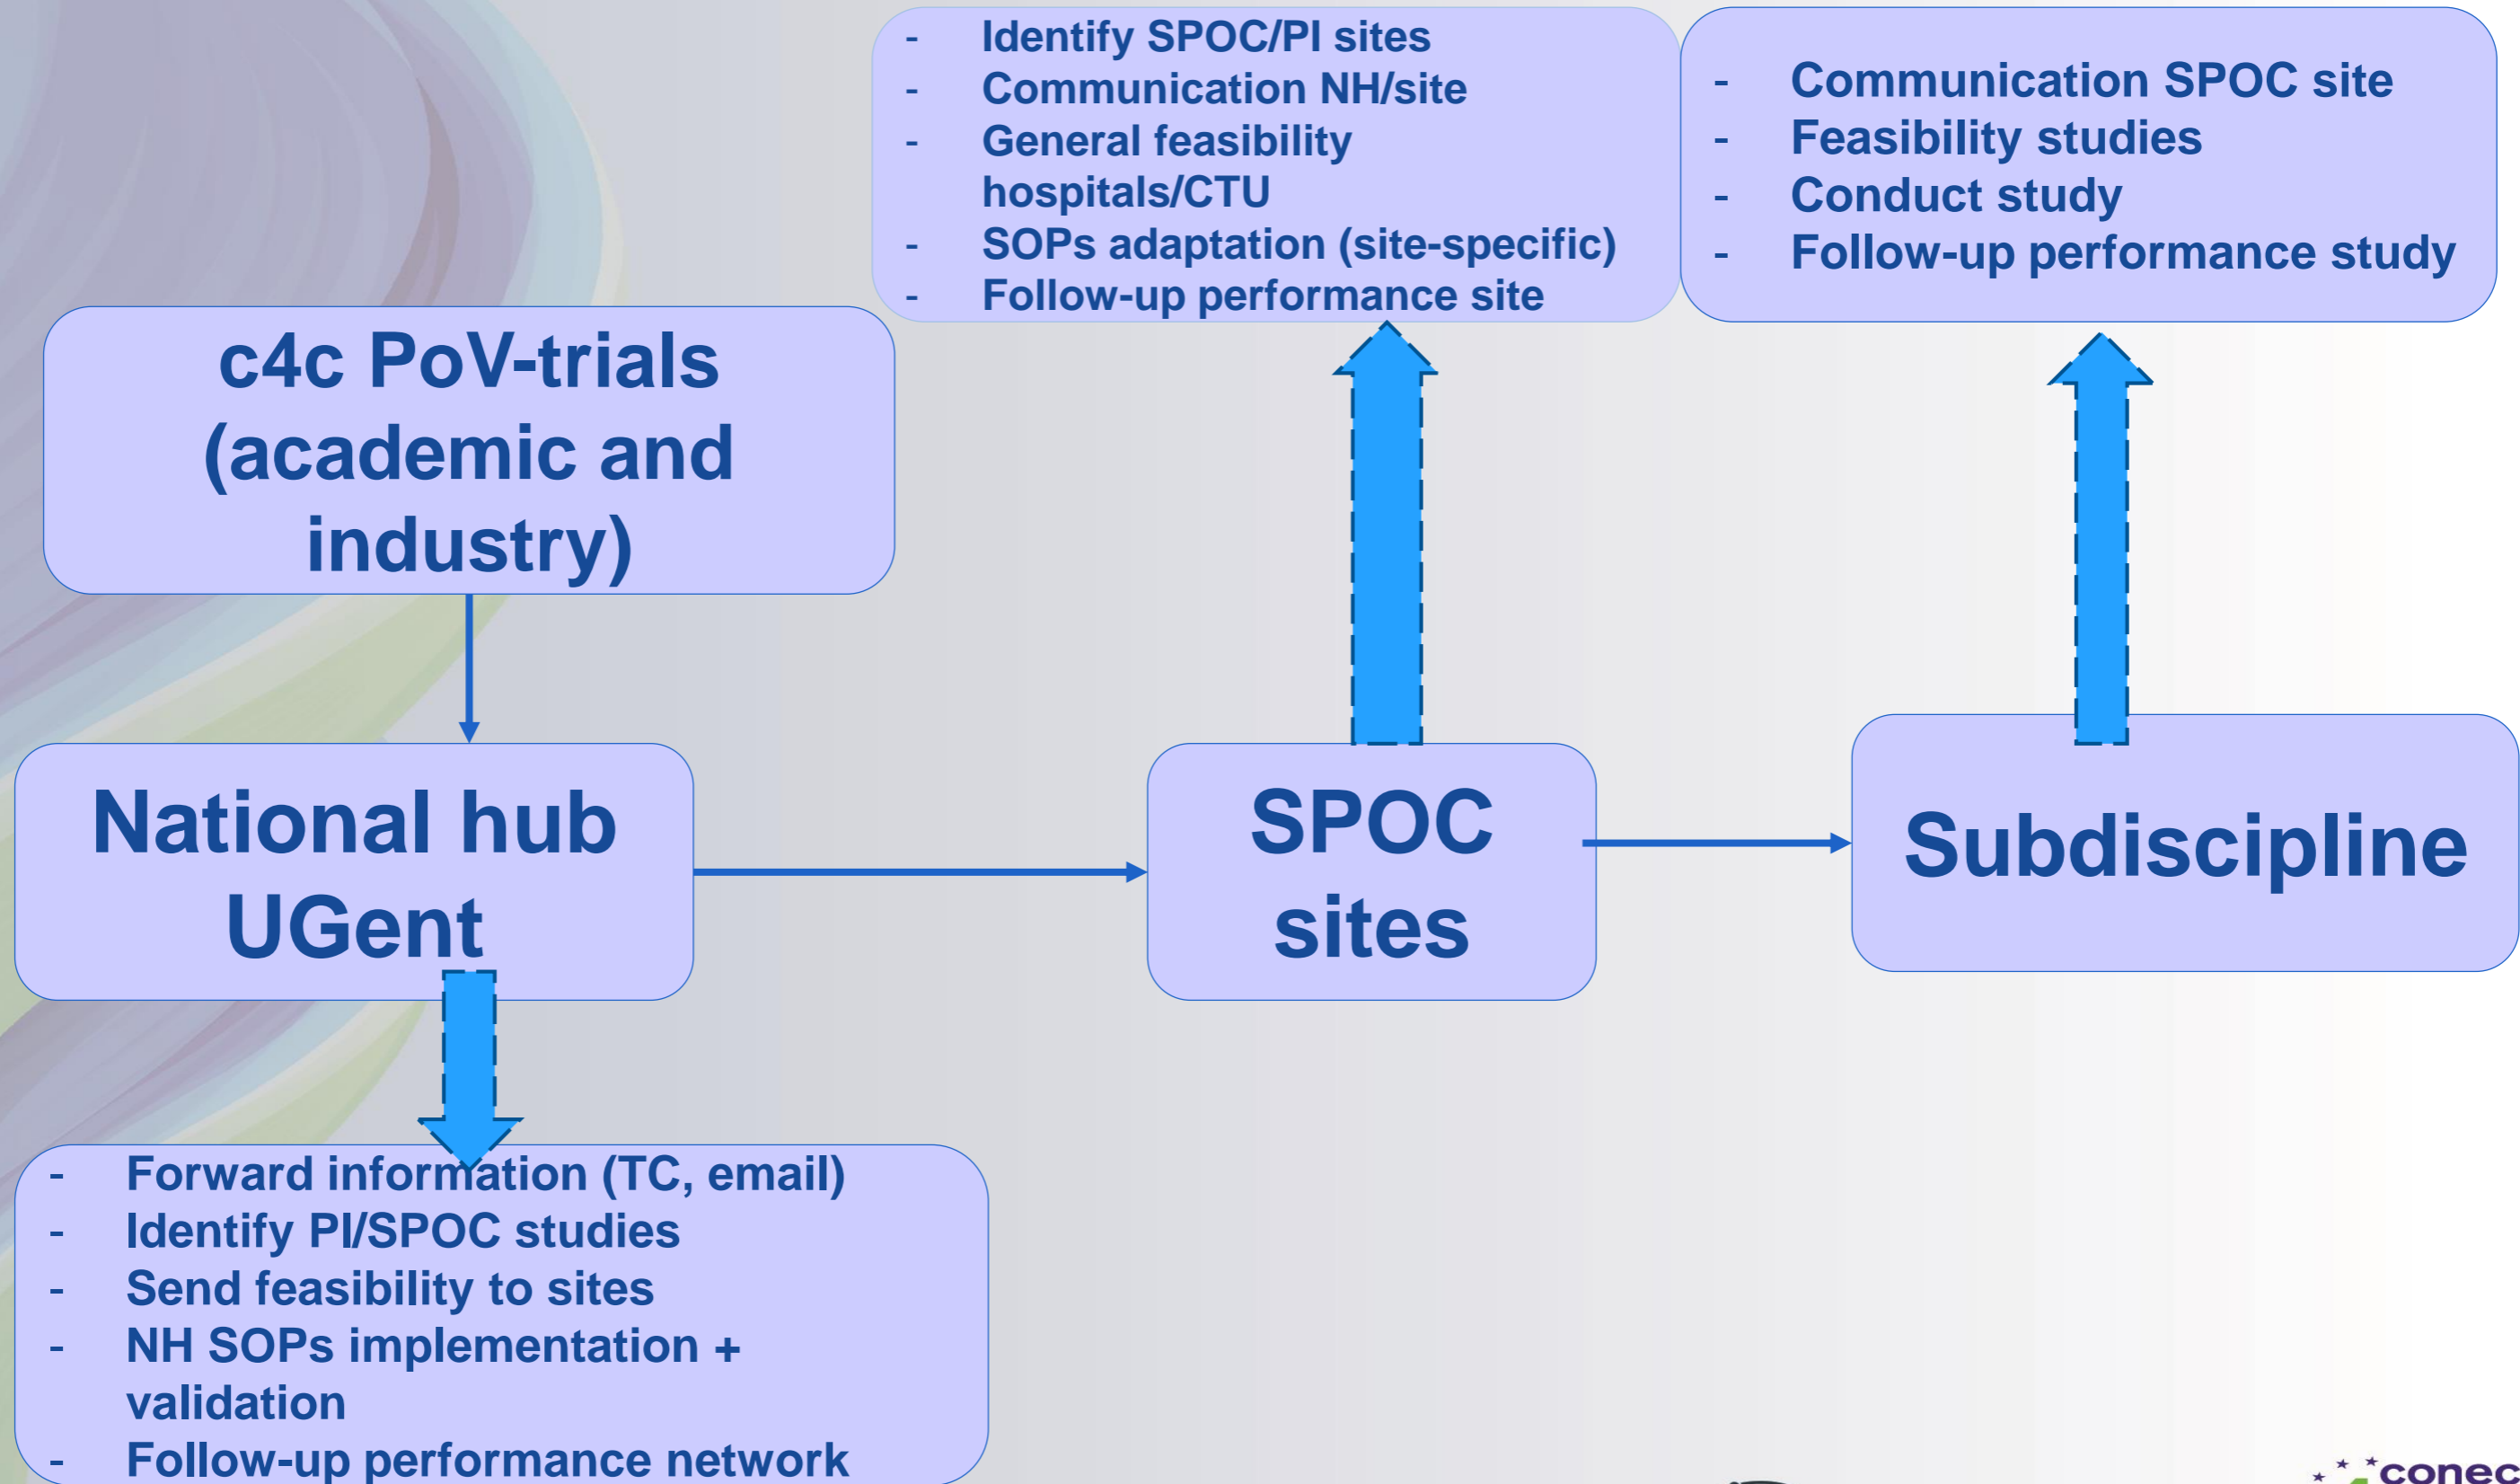 - Identify SPOC/PI sites
- Communication NH/site
- General feasibility
hospitals/CTU
- SOPs adaptation (site-specific)
- Follow-up performance site
- Communication SPOC site
- Feasibility studies
- Conduct study
- Follow-up performance study
c4c PoV-trials
(academic and
industry)
National hub
UGent
SPOC
sites
Subdiscipline
- Forward information (TC, email)
- Identify PI/SPOC studies
- Send feasibility to sites
- NH SOPs implementation +
validation
- Follow-up performance network